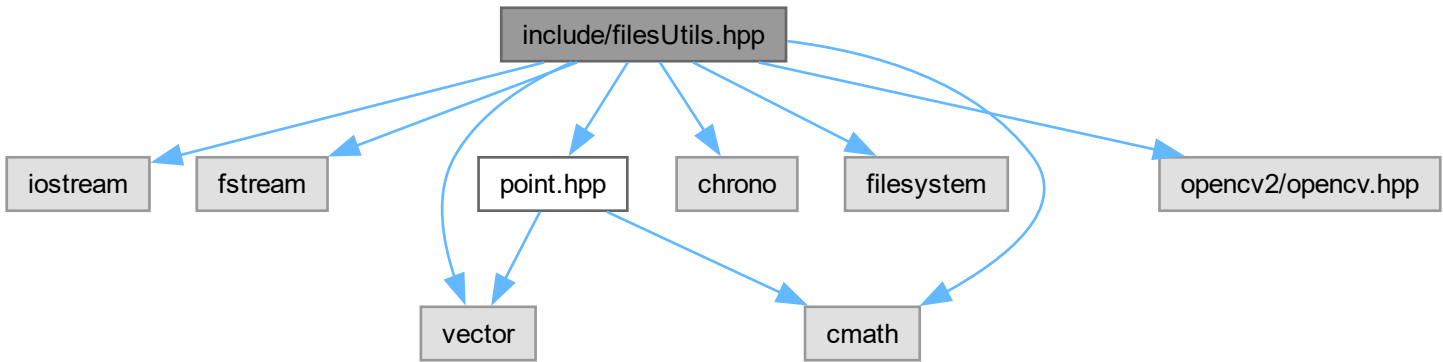 include/filesUtils.hpp
iostream
fstream
point.hpp
chrono
filesystem
opencv2/opencv.hpp
vector
cmath